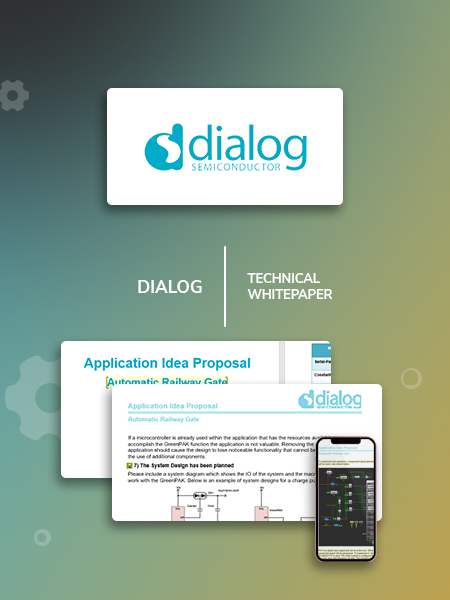 dialog
SEMICONDUCTOR
DIALOG
TECHNICAL
WHITEPAPER
Application Idea Proposal
Automatic Railway Gate
Application Idea Proposal
dialog
SEMICONDUCTOR
Automatic Railway Gate
If a microcontroller is already used within the application that has the resources
accomplish the GreenPAK function the application is not valuable. Removing the
application should cause the design to lose noticeable functionality that cannot be
the use of additional components.
7) The System Design has been planned
Please include a system diagram which shows the IO of the system and the
work with the GreenPAK. Below is an example of system designs for a charge
GreenPAK